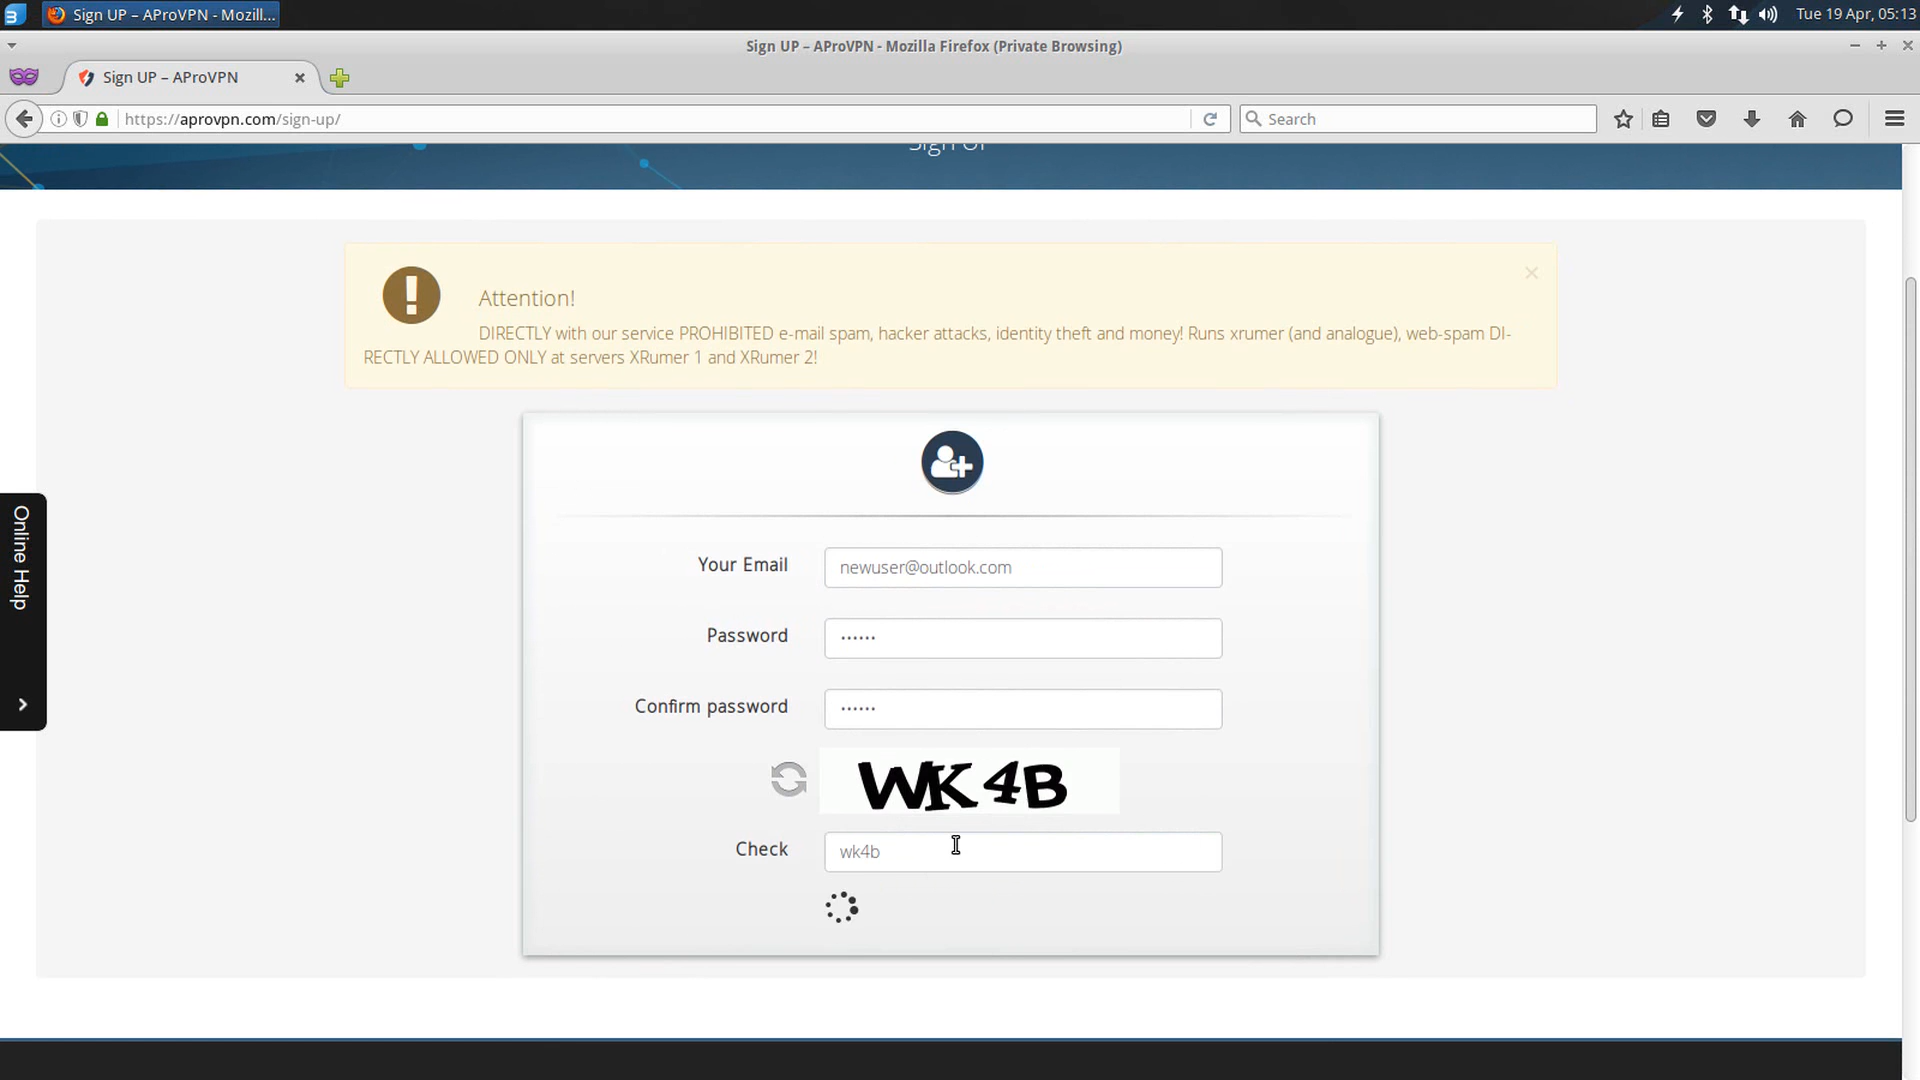 Sign UP – AProVPN - Mozill...
Tue 19 Apr, 05:13
Sign UP – AProVPN - Mozilla Firefox (Private Browsing)
Sign UP – AProVPN
https://aprovpn.com/sign-up/
Search
Sign UP
Attention!
DIRECTLY with our service PROHIBITED e-mail spam, hacker attacks, identity theft and money! Runs xrumer (and analogue), web-spam DI-
RECTLY ALLOWED ONLY at servers XRumer 1 and XRumer 2!
Online Help
Your Email
newuser@outlook.com
Password
••••••
Confirm password
••••••
WK4B
Check
wk4b